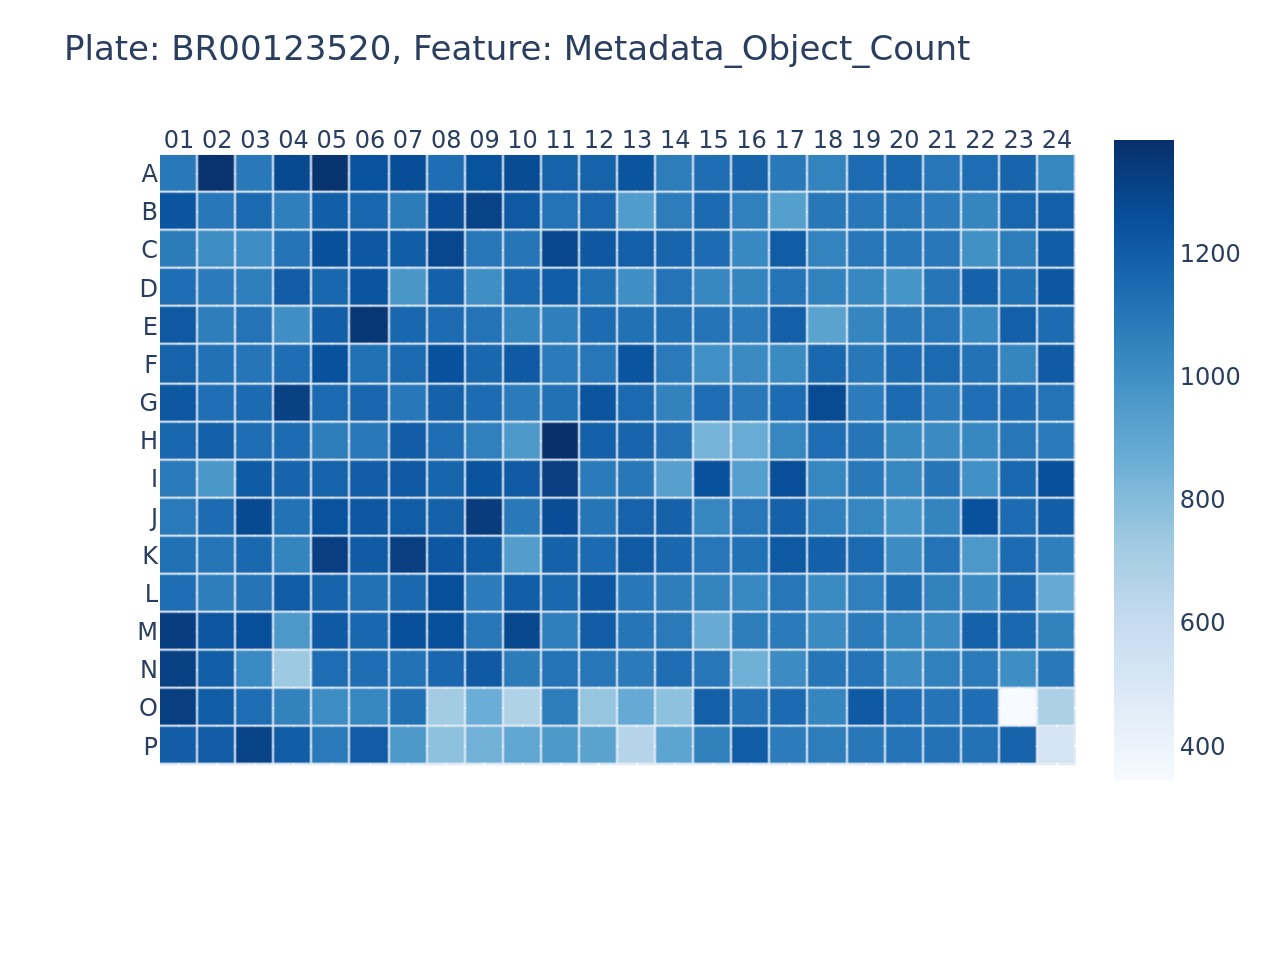 Plate: BR00123520, Feature: Metadata_Object_Count
01 02 03 04 05 06 07 08 09 10 11 12 13 14 15 16 17 18 19 20 21 22 23 24
A
B
C
D
E
F
G
H
I
J
K
L
M
N
O
P
1200
1000
800
600
400